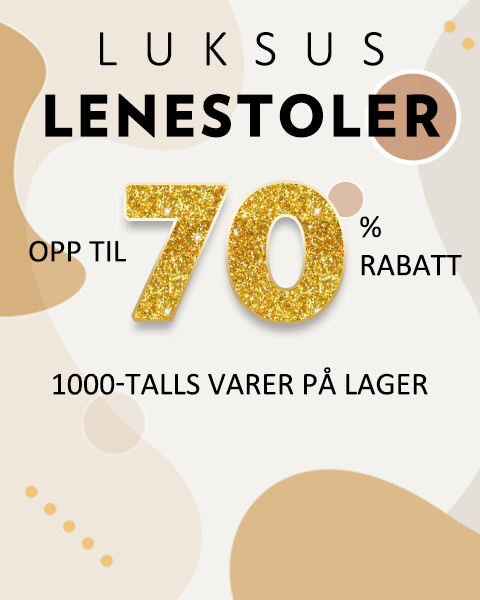 LUKSUS
LENESTOLER
OPP TIL 70 % RABATT
1000-TALLS VARER PÅ LAGER